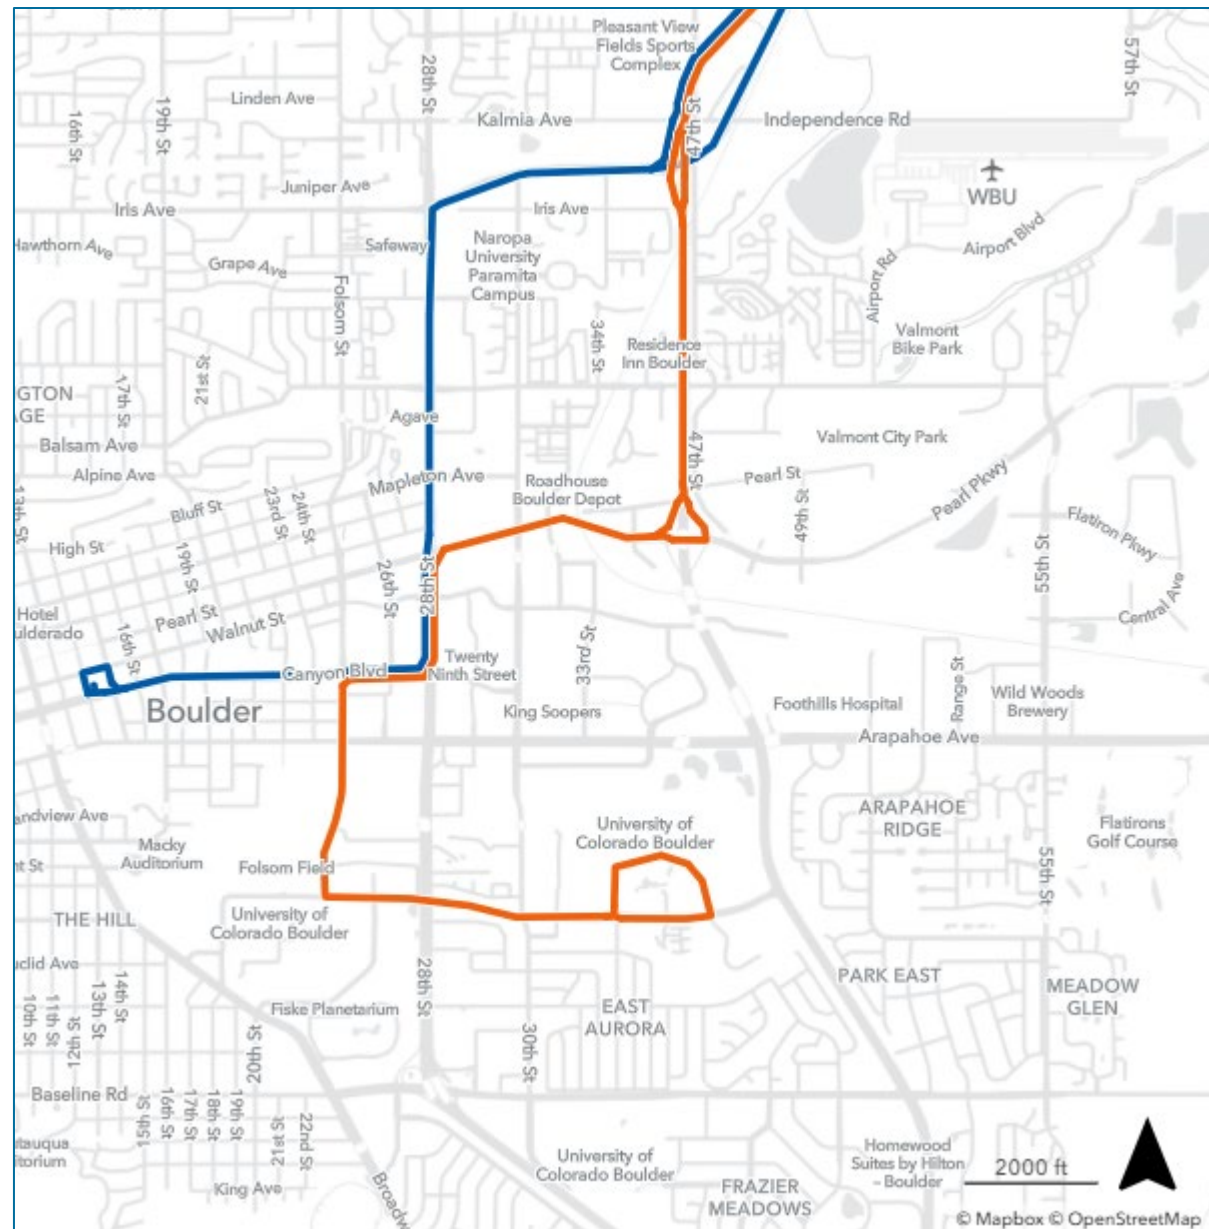 Pleasant View
Fields Sports
Complex
57th St
28th St
Linden Ave
19th St
16th St
Kalmia Ave
47th St
Independence Rd
WBU
Juniper Ave
Iris Ave
Iris Ave
Hawthorn Ave
Safeway
Naropa
University
Paramita
Campus
Airport Blvd
Grape Ave
Airport Rd
Folsom St
34th St
Residence
Inn Boulder
Valmont
Bike Park
21st St
17th St
GTON
AGE
Agave
Balsam Ave
Valmont City Park
47th St
Alpine Ave
Mapleton Ave
Roadhouse
Boulder Depot
Pearl St
Pearl Pkwy
13th St
Bluff St
23rd St
24th St
49th St
Flatiron Pkwy
High St
19th St
26th St
28th St
55th St
Central Ave
Hotel
ulderado
Pearl St
Walnut St
16th St
33rd St
Canyon Blvd
Twenty
Ninth Street
Boulder
King Soopers
Foothills Hospital
Range St
Wild Woods
Brewery
Arapahoe Ave
andview Ave
ARAPAHOE
RIDGE
Flatirons
Golf Course
University of
Colorado Boulder
Macky
Auditorium
Folsom Field
nt St
55th St
THE HILL
University of
Colorado Boulder
uclid Ave
28th St
PARK EAST
MEADOW
GLEN
14th St
13th St
12th St
11th St
10th St
Fiske Planetarium
EAST
AURORA
20th St
30th St
Baseline Rd
15th St
16th St
17th St
18th St
19th St
21st St
22nd St
utauqua
itorium
King Ave
Broadw
University of
Colorado Boulder
FRAZIER
MEADOWS
Homewood
Suites by Hilton
- Boulder
2000 ft
© Mapbox © OpenStreetMap